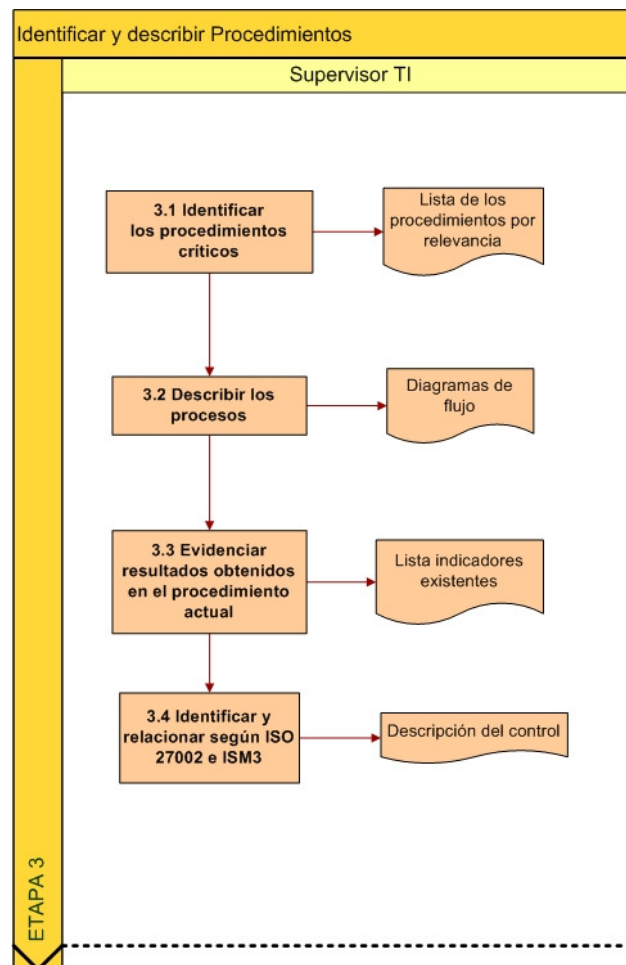 Identificar y describir Procedimientos
Supervisor TI
3.1 Identificar
los procedimientos
críticos
Lista de los
procedimientos por
relevancia
3.2 Describir los
procesos
Diagramas de
flujo
3.3 Evidenciar
resultados obtenidos
en el procedimiento
actual
Lista indicadores
existentes
3.4 Identificar y
relacionar según ISO
27002 e ISM3
Descripción del control
ETAPA 3